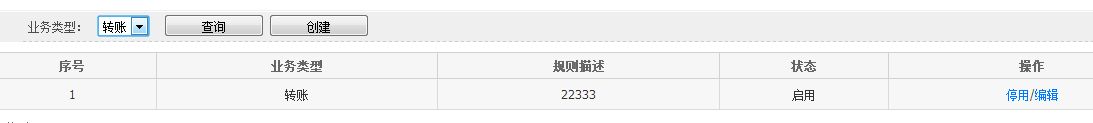 业务类型： 转账 查询 创建
序号 业务类型 规则描述 状态 操作
1 转账 22333 启用 停用/编辑